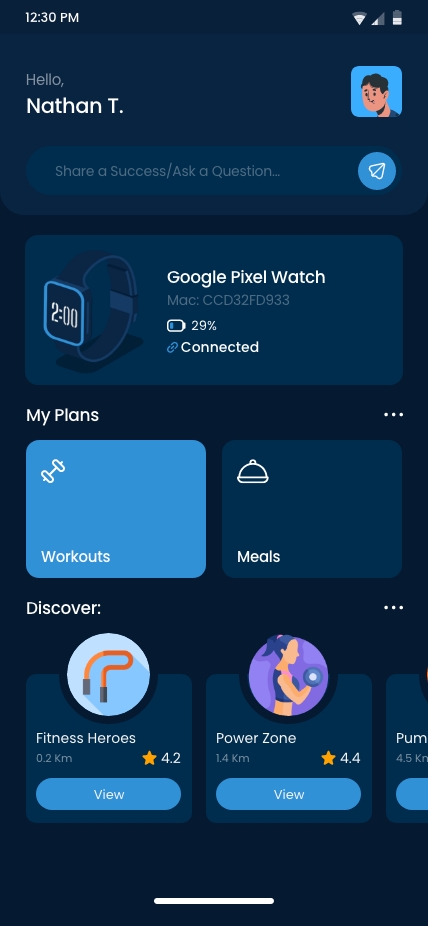 12:30 PM
Hello,
Nathan T.
Share a Success/Ask a Question...
Google Pixel Watch
Mac: CCD32FD933
2:00
29%
Connected
My Plans
Workouts
Meals
Discover:
Fitness Heroes
0.2 Km
4.2
View
Power Zone
1.4 Km
4.4
View
Pum
4.5 Km